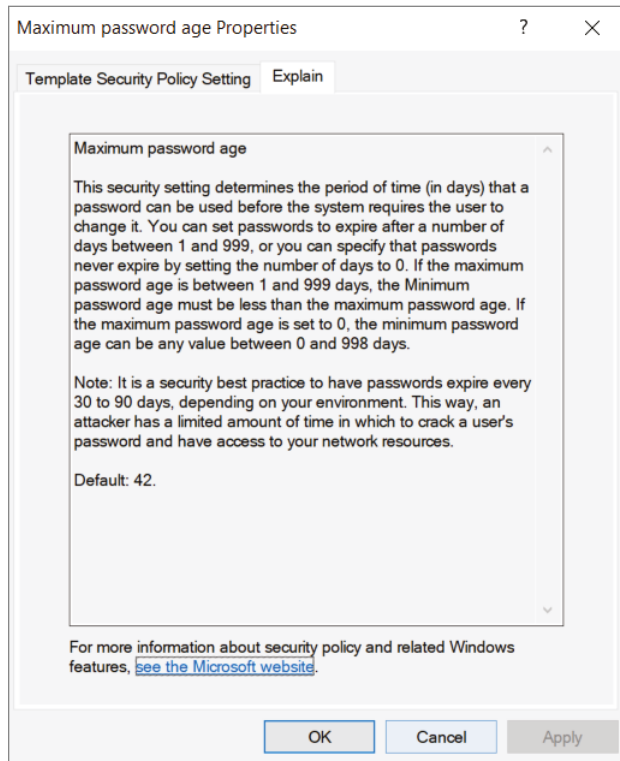 Maximum password age Properties ? ×
Template Security Policy Setting Explain
Maximum password age
This security setting determines the period of time (in days) that a
password can be used before the system requires the user to
change it. You can set passwords to expire after a number of
days between 1 and 999, or you can specify that passwords
never expire by setting the number of days to 0. If the maximum
password age is between 1 and 999 days, the Minimum
password age must be less than the maximum password age. If
the maximum password age is set to 0, the minimum password
age can be any value between 0 and 998 days.
Note: It is a security best practice to have passwords expire every
30 to 90 days, depending on your environment. This way, an
attacker has a limited amount of time in which to crack a user's
password and have access to your network resources.
Default: 42.
For more information about security policy and related Windows
features, see the Microsoft website.
OK Cancel Apply